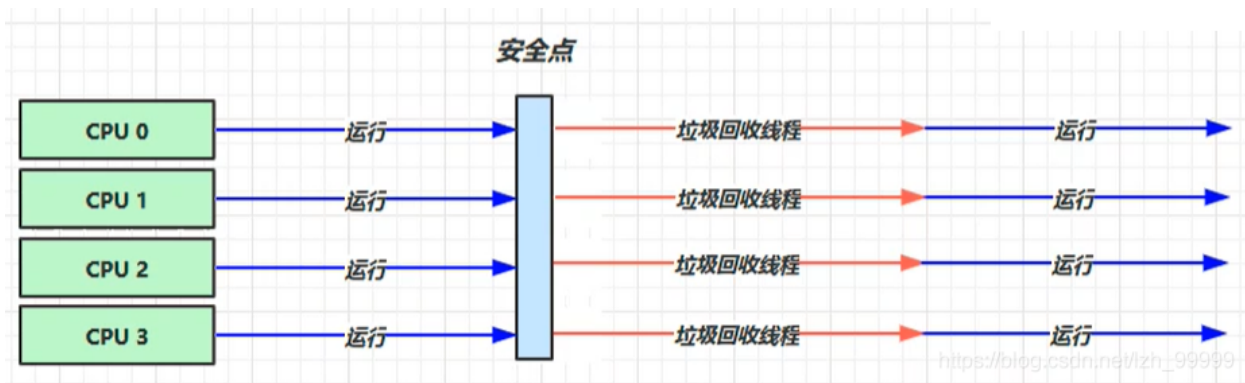 安全点
CPU 0 运行 垃圾回收线程 运行
CPU 1 运行 垃圾回收线程 运行
CPU 2 运行 垃圾回收线程 运行
CPU 3 运行 垃圾回收线程 运行
https://blog.csdn.net/lzh_99999